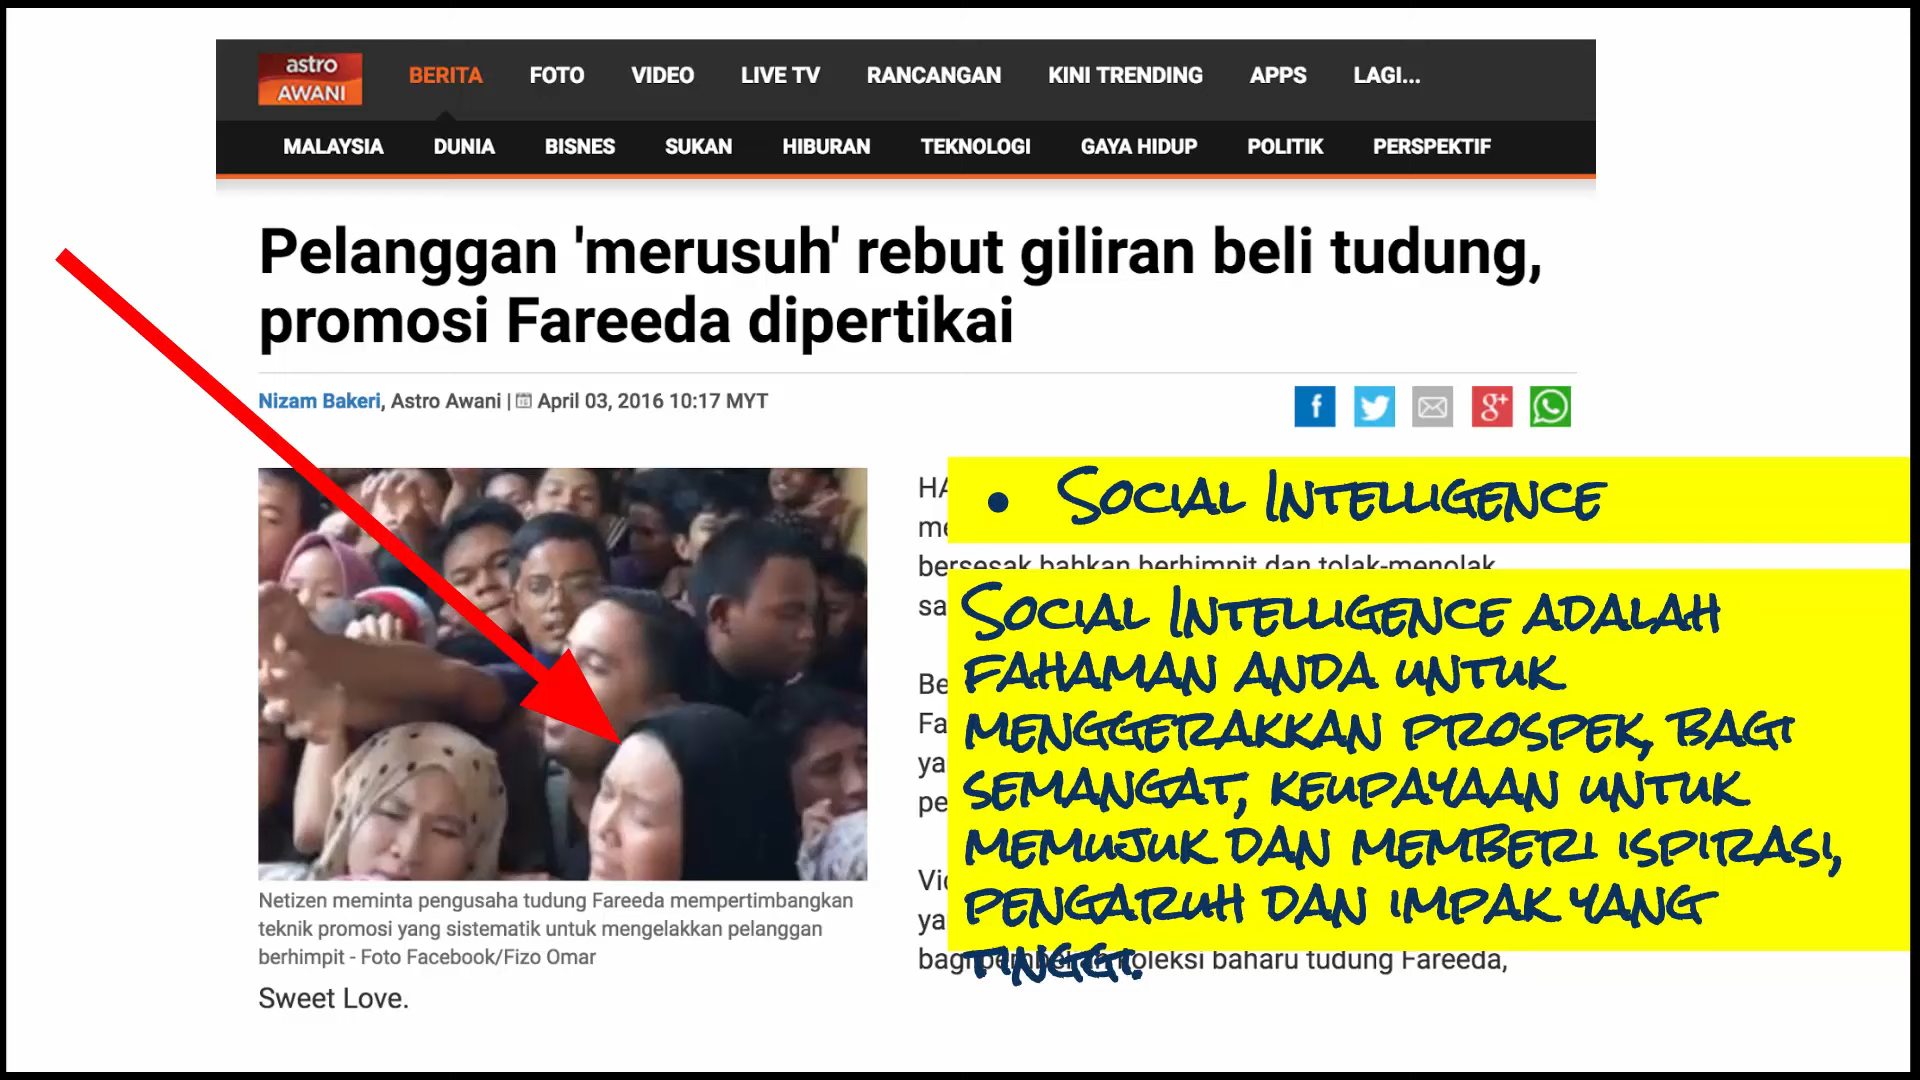 astro
AWANI
BERITA FOTO VIDEO LIVE TV RANCANGAN KINI TRENDING APPS LAGI...
MALAYSIA DUNIA BISNES SUKAN HIBURAN TEKNOLOGI GAYA HIDUP POLITIK PERSPEKTIF
Pelanggan 'merusuh' rebut giliran beli tudung,
promosi Fareeda dipertikai
Nizam Bakeri, Astro Awani | April 03, 2016 10:17 MYT
Netizen meminta pengusaha tudung Fareeda mempertimbangkan
teknik promosi yang sistematik untuk mengelakkan pelanggan
berhimpit - Foto Facebook/Fizo Omar
Sweet Love.
• SOCIAL INTELLIGENCE
bersesak bahkan berhimpit dan tolak-menolak
SOCIAL INTELLIGENCE ADALAH
FAHAMAN ANDA UNTUK
MENGGERAKKAN PROSPEK, BAGI
SEMANGAT, KEUPAYAAN UNTUK
MEMUJUK DAN MEMBERI ISPIRASI,
PENGARUH DAN IMPAK YANG
TINGGI.
koleksi baharu tudung Fareeda,